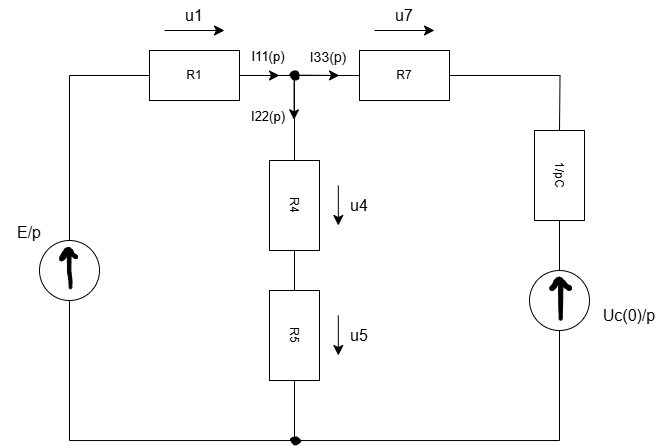 u1
u7
I11(p)
I33(p)
R1
R7
I22(p)
1/pC
R4
u4
E/p
Uc(0)/p
R5
u5